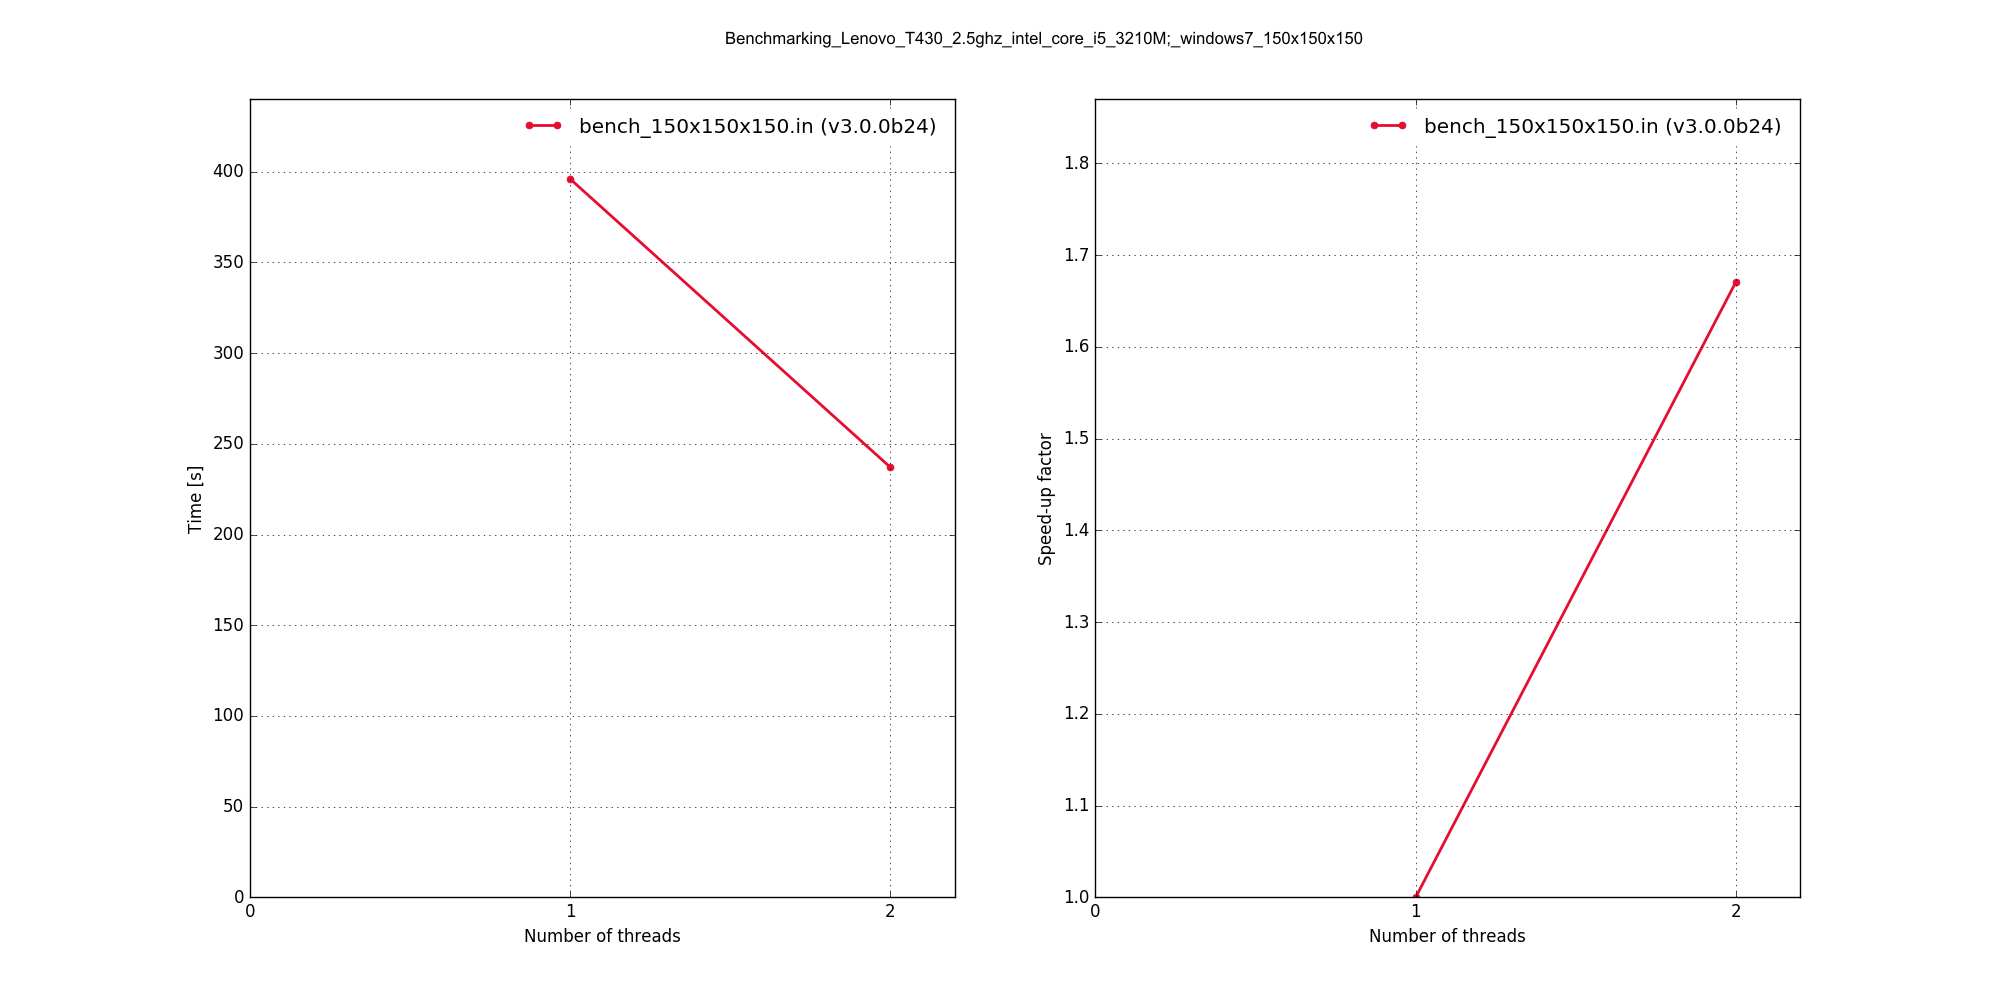 Benchmarking_Lenovo_T430_2.5ghz_intel_core_i5_3210M;_windows7_150x150x150
bench_150x150x150.in (v3.0.0b24)
400
350
300
250
200
150
100
50
0
Time [s]
0 1 2
Number of threads
bench_150x150x150.in (v3.0.0b24)
1.8
1.7
1.6
1.5
1.4
1.3
1.2
1.1
1.0
Speed-up factor
0 1 2
Number of threads